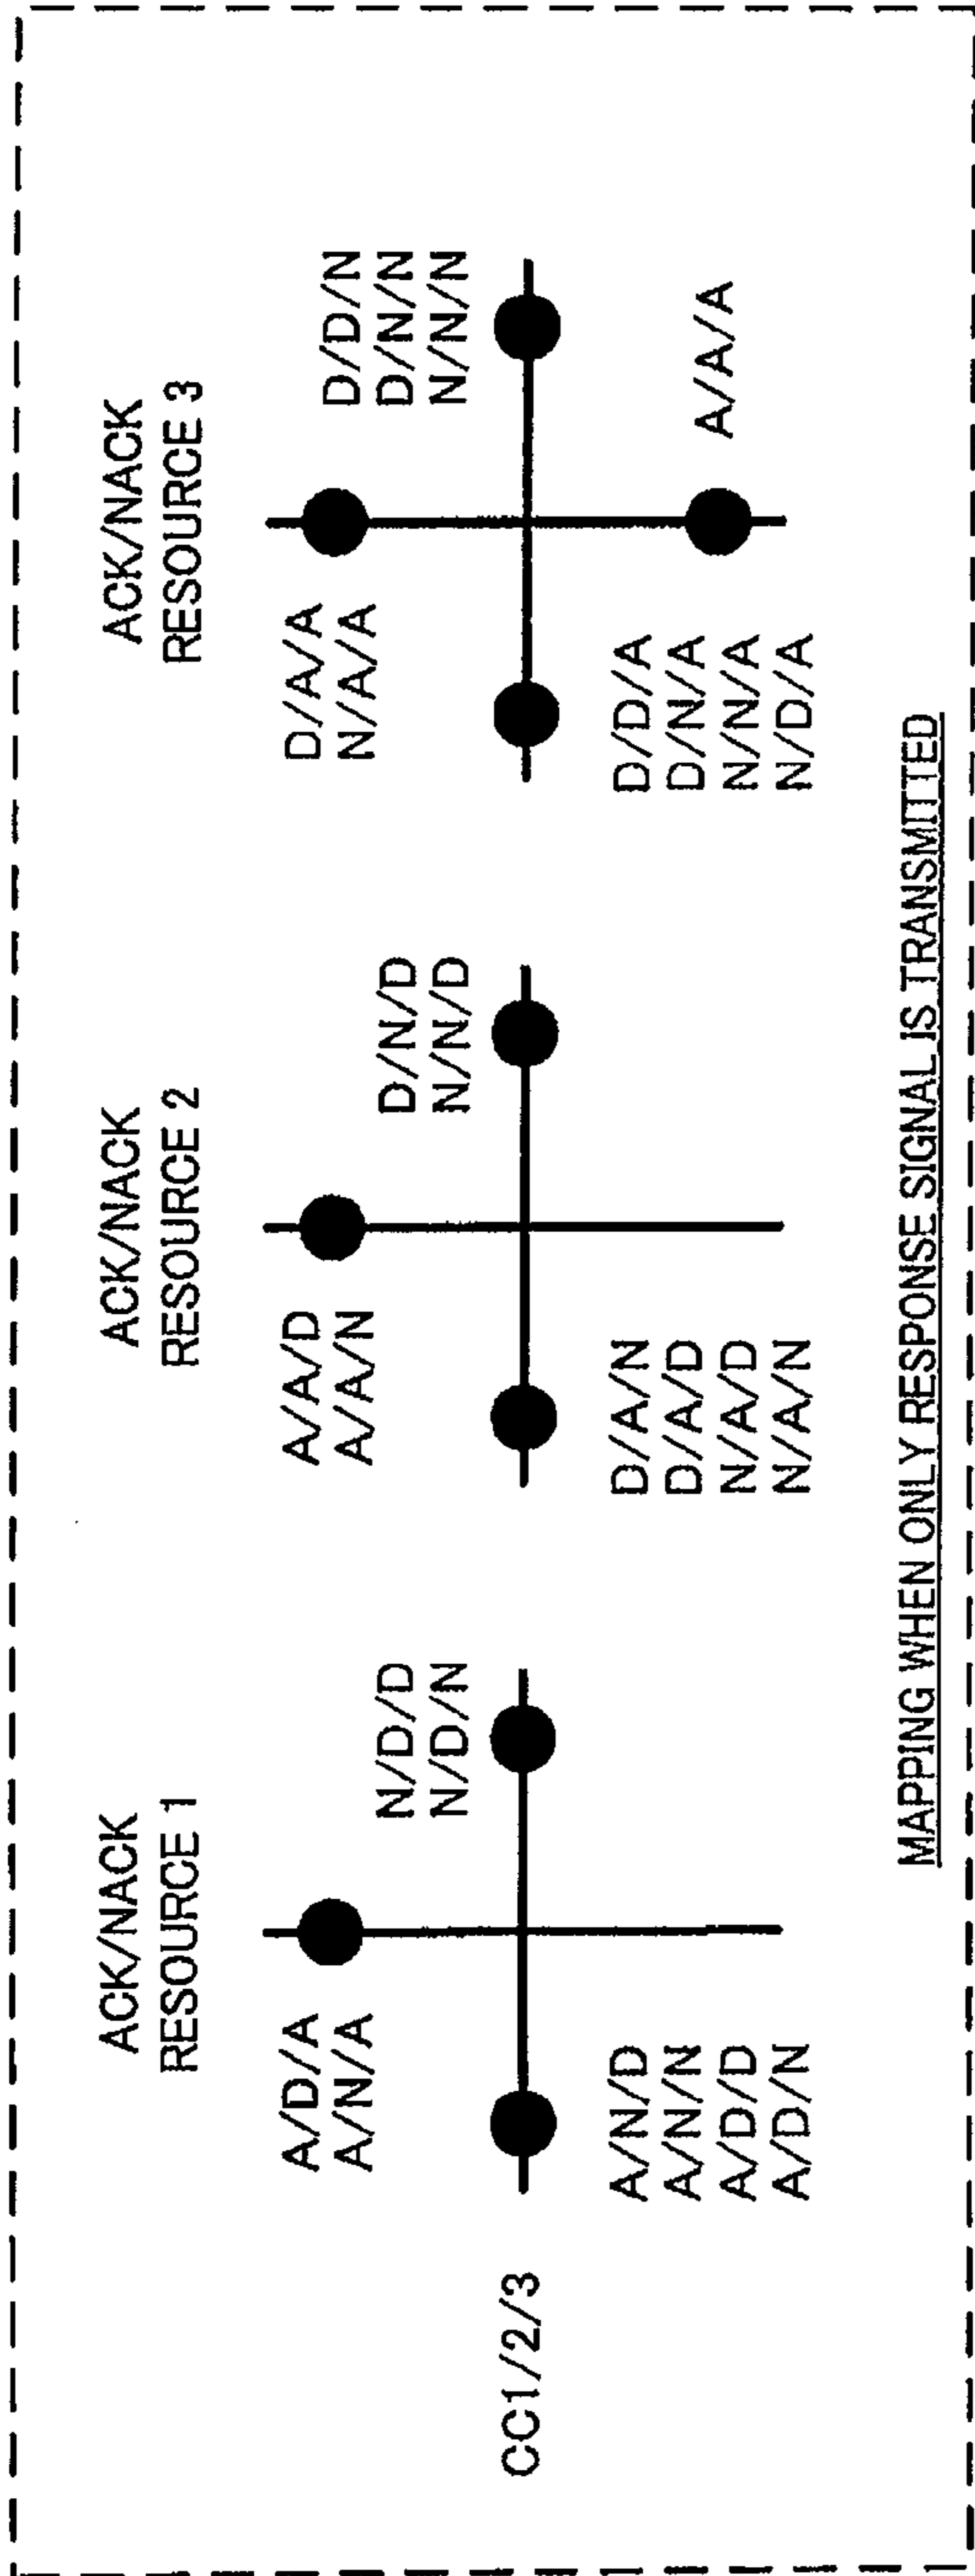 ACK/NACK
RESOURCE 1
A/D/A
A/N/A
N/D/D
N/D/N
A/N/D
A/N/N
A/D/D
A/D/N
CC1/2/3
ACK/NACK
RESOURCE 2
A/A/D
A/A/N
D/N/D
N/N/D
D/A/N
D/A/D
N/A/D
N/A/N
ACK/NACK
RESOURCE 3
D/A/A
N/A/A
D/D/N
D/N/N
N/N/N
D/D/A
D/N/A
N/N/A
N/D/A
A/A/A
MAPPING WHEN ONLY RESPONSE SIGNAL IS TRANSMITTED